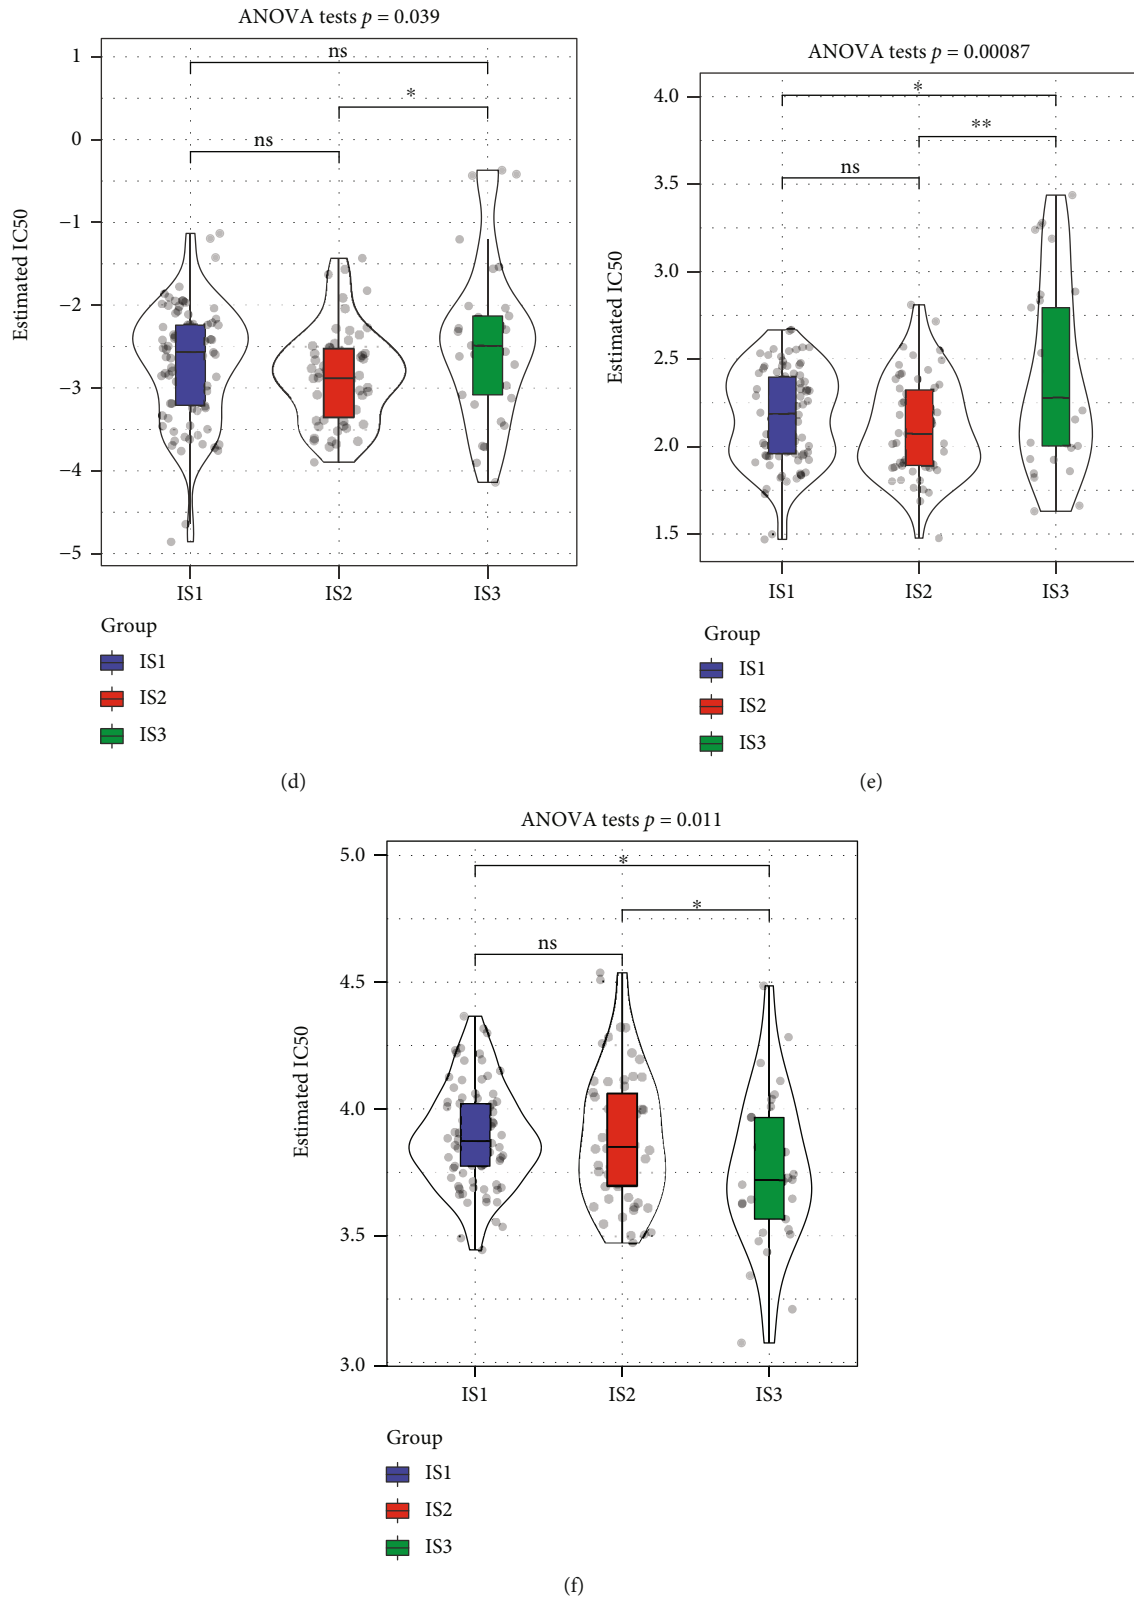 ANOVA tests p = 0.039
ns
*
ns
1
0
−1
−2
−3
−4
−5
Estimated IC50
IS1 IS2 IS3
Group
IS1
IS2
IS3
(d)
ANOVA tests p = 0.00087
*
**
ns
4.0
3.5
3.0
2.5
2.0
1.5
Estimated IC50
IS1 IS2 IS3
Group
IS1
IS2
IS3
(e)
ANOVA tests p = 0.011
*
*
ns
5.0
4.5
4.0
3.5
3.0
Estimated IC50
IS1 IS2 IS3
Group
IS1
IS2
IS3
(f)